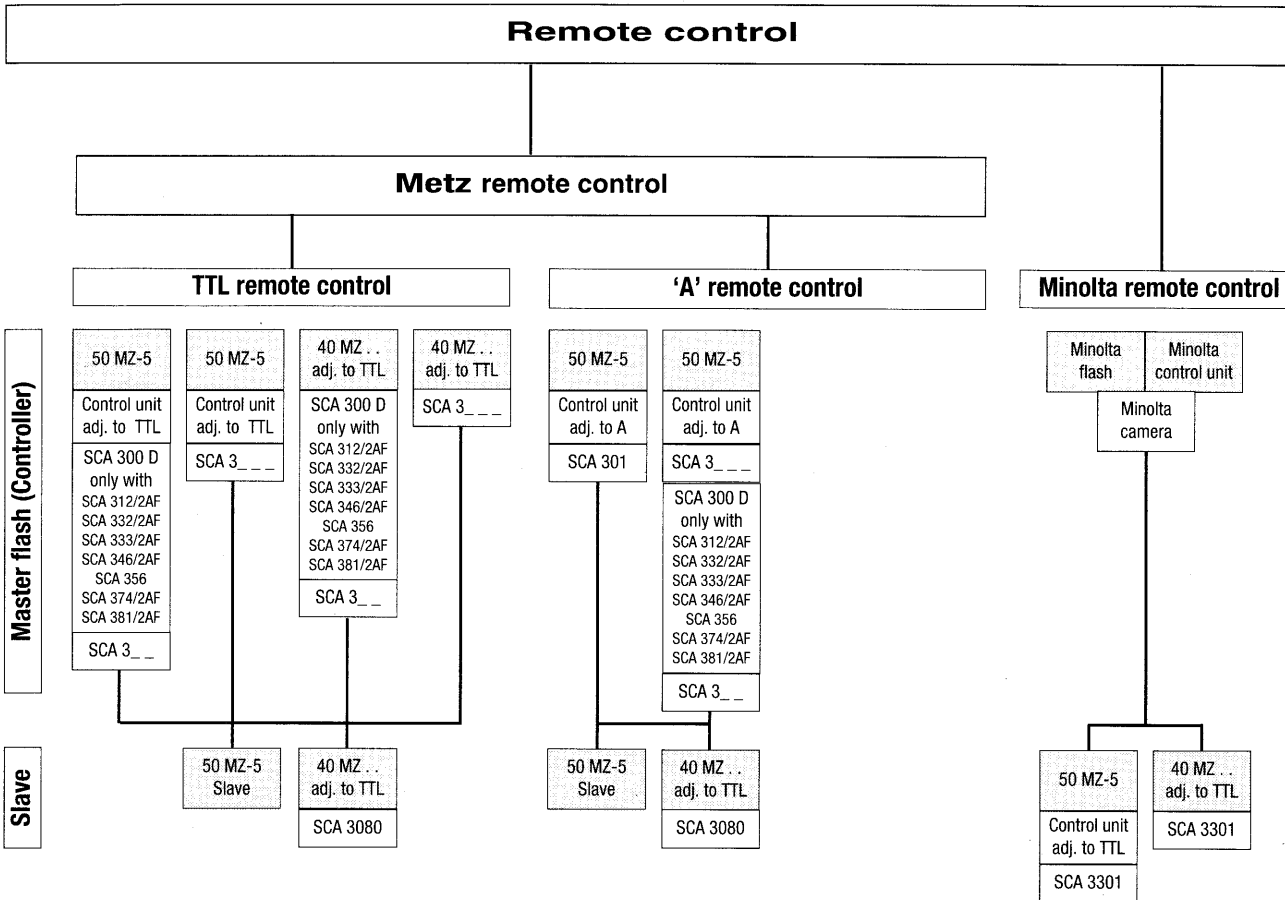 Remote control
Metz remote control
TTL remote control
'A' remote control
Minolta remote control
Master flash (Controller)
50 MZ-5
Control unit
adj. to TTL
SCA 300 D
only with
SCA 312/2AF
SCA 332/2AF
SCA 333/2AF
SCA 346/2AF
SCA 356
SCA 374/2AF
SCA 381/2AF
SCA 3_ _
50 MZ-5
Control unit
adj. to TTL
SCA 3_ _ _
40 MZ . .
adj. to TTL
SCA 300 D
only with
SCA 312/2AF
SCA 332/2AF
SCA 333/2AF
SCA 346/2AF
SCA 356
SCA 374/2AF
SCA 381/2AF
SCA 3_ _
40 MZ . .
adj. to TTL
SCA 3_ _ _
50 MZ-5
Control unit
adj. to A
SCA 301
50 MZ-5
Control unit
adj. to A
SCA 3_ _ _
SCA 300 D
only with
SCA 312/2AF
SCA 332/2AF
SCA 333/2AF
SCA 346/2AF
SCA 356
SCA 374/2AF
SCA 381/2AF
SCA 3_ _
Minolta
flash
Minolta
control unit
Minolta
camera
Slave
50 MZ-5
Slave
40 MZ . .
adj. to TTL
SCA 3080
50 MZ-5
Slave
40 MZ . .
adj. to TTL
SCA 3080
50 MZ-5
Control unit
adj. to TTL
SCA 3301
40 MZ . .
adj. to TTL
SCA 3301